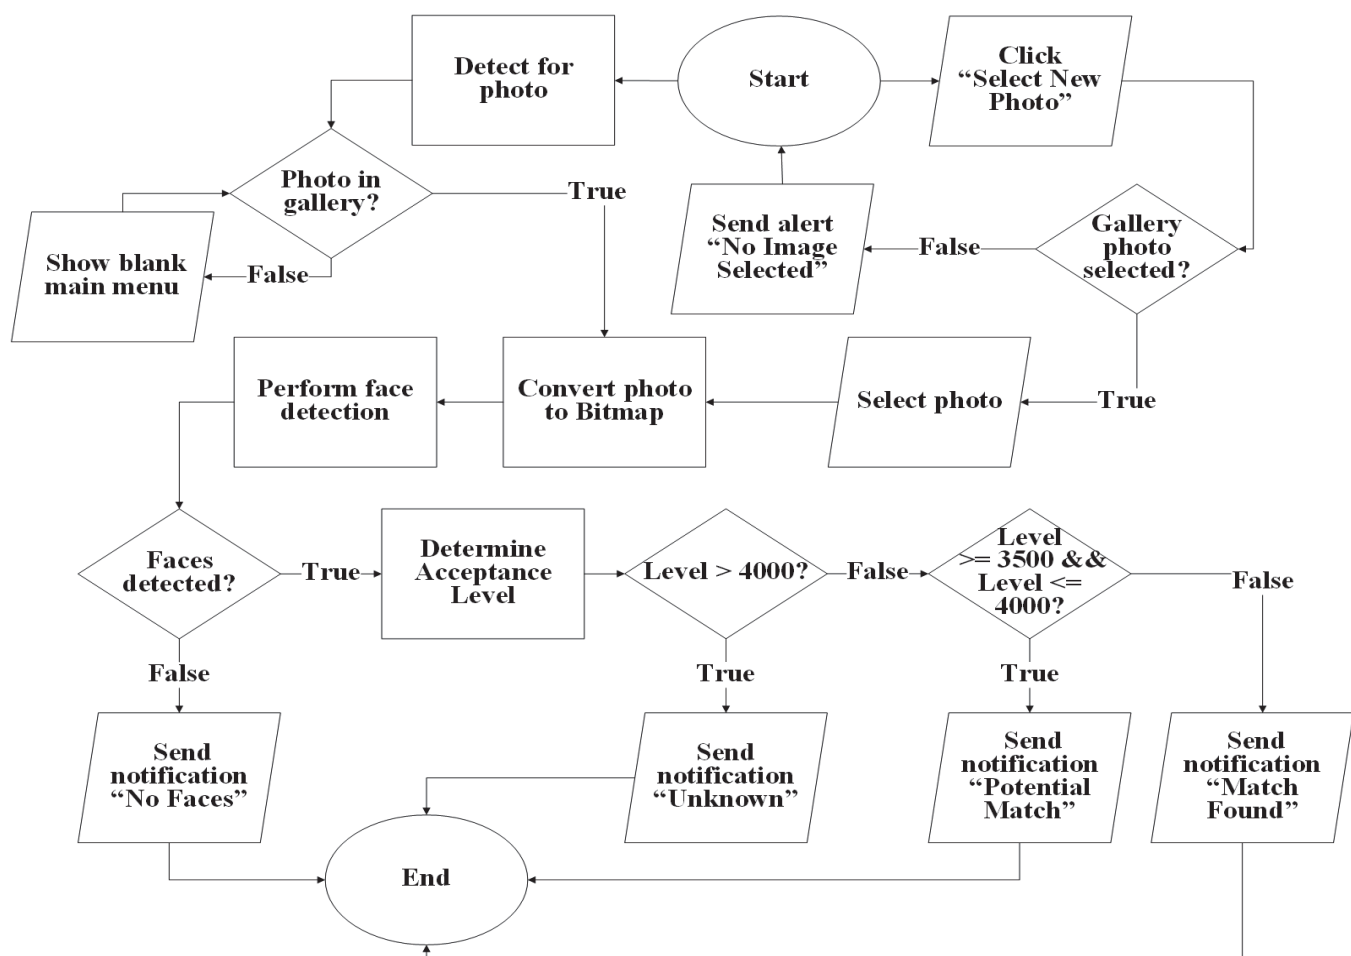 Detect for
photo
Start
Click
“Select New
Photo”
Photo in
gallery?
True
Show blank
main menu
False
Send alert
“No Image
Selected”
False
Gallery
photo
selected?
Perform face
detection
Convert photo
to Bitmap
Select photo
True
Faces
detected?
True
Determine
Acceptance
Level
Level > 4000?
False
Level
>= 3500 &&
Level <=
4000?
False
False
True
True
Send
notification
“No Faces”
Send
notification
“Unknown”
Send
notification
“Potential
Match”
Send
notification
“Match
Found”
End